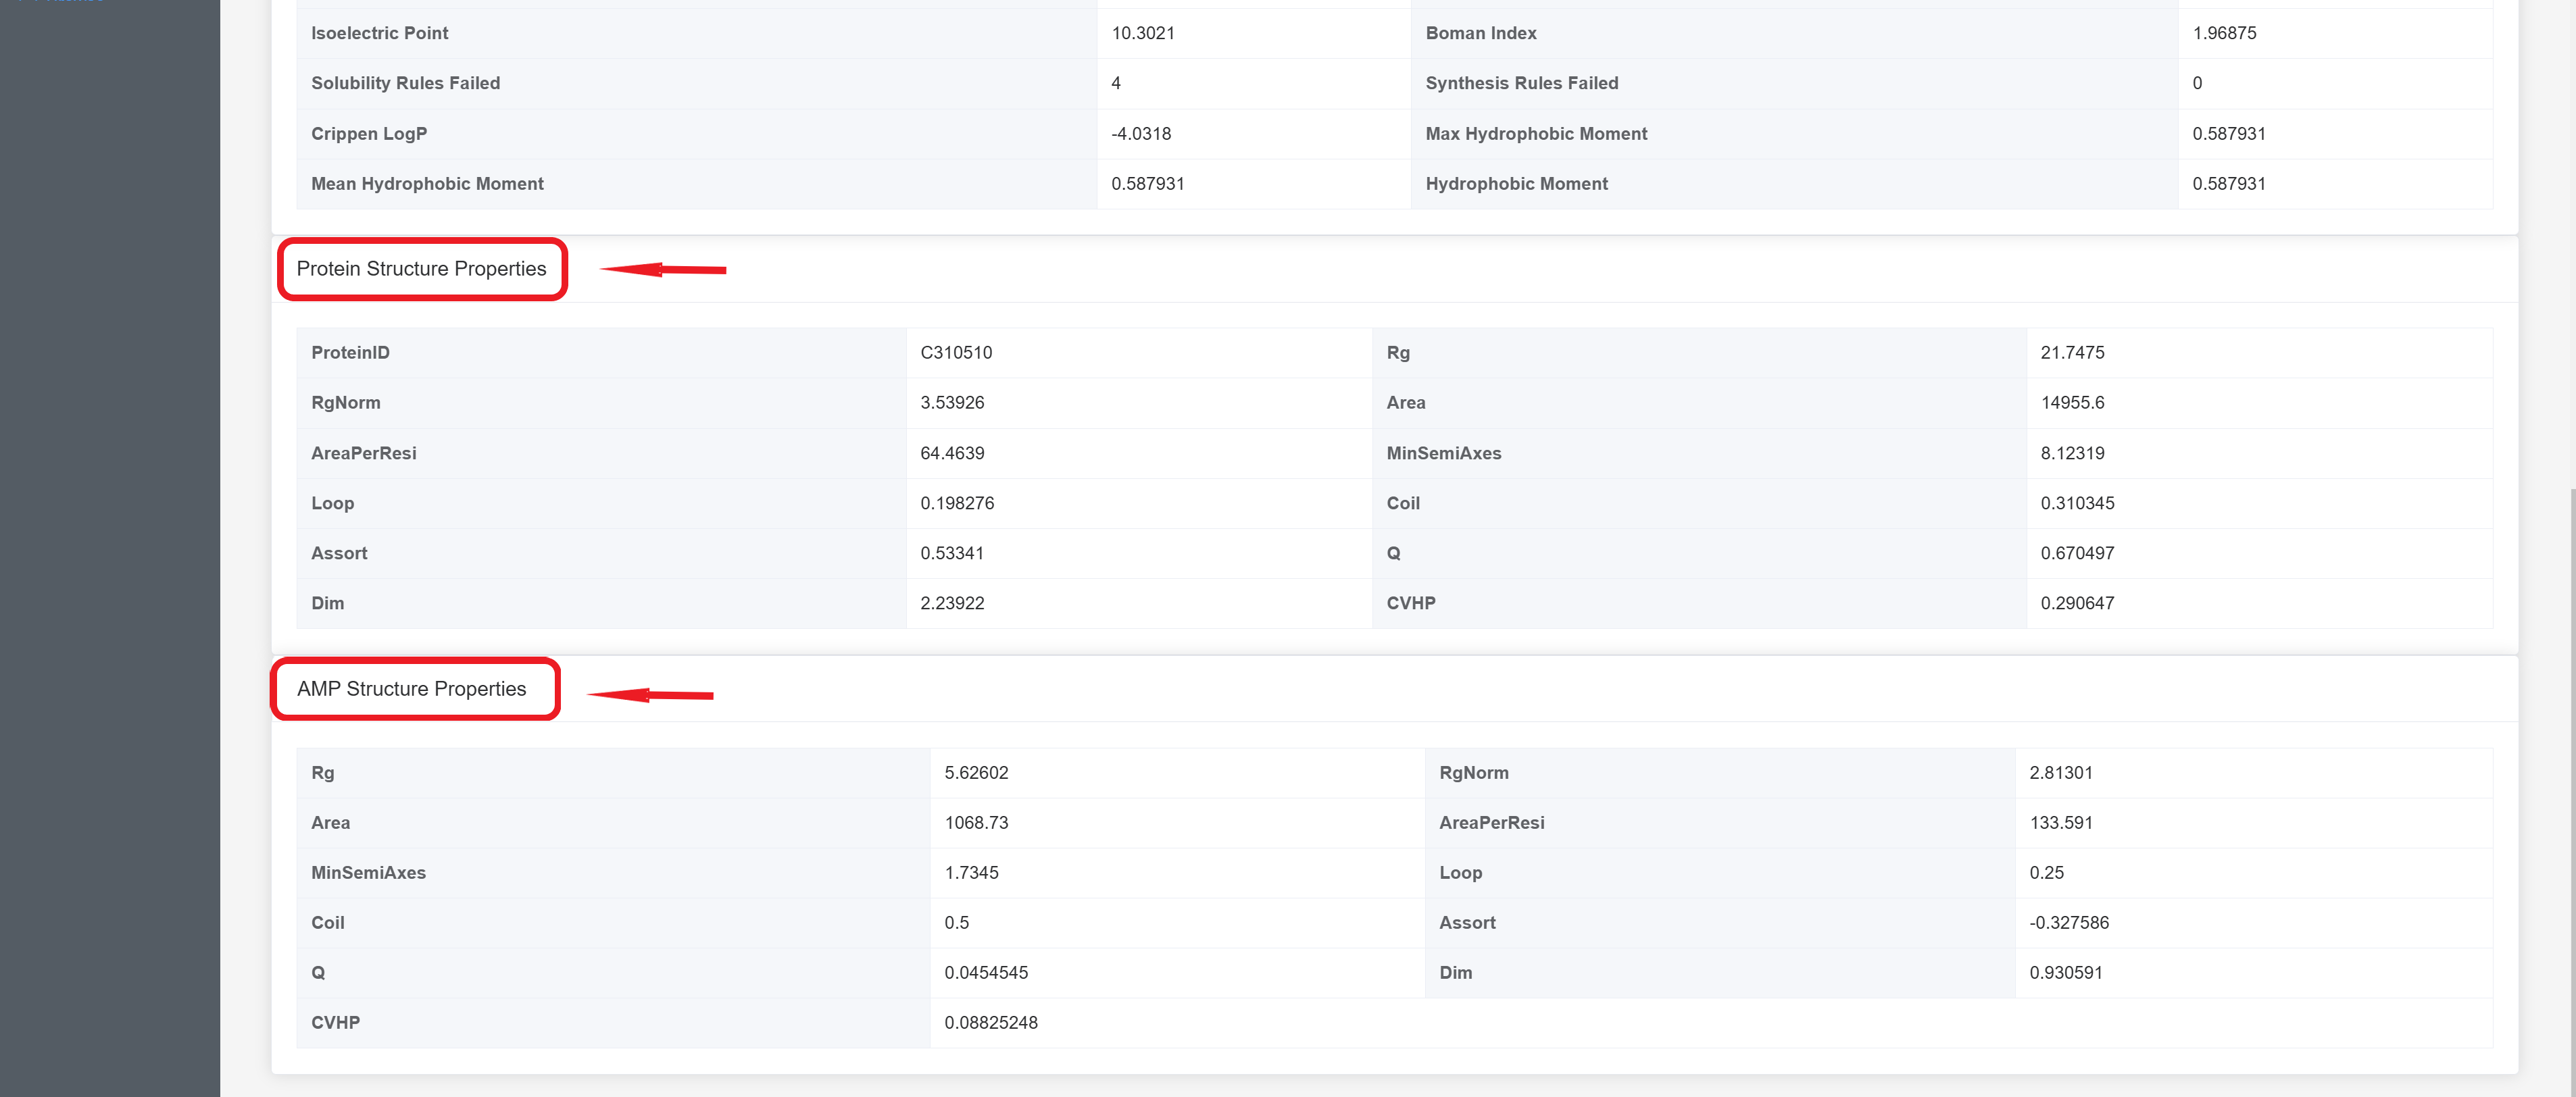 Isoelectric Point 10.3021 Boman Index 1.96875
Solubility Rules Failed 4 Synthesis Rules Failed 0
Crippen LogP -4.0318 Max Hydrophobic Moment 0.587931
Mean Hydrophobic Moment 0.587931 Hydrophobic Moment 0.587931
Protein Structure Properties
ProteinID C310510 Rg 21.7475
RgNorm 3.53926 Area 14955.6
AreaPerResi 64.4639 MinSemiAxes 8.12319
Loop 0.198276 Coil 0.310345
Assort 0.53341 Q 0.670497
Dim 2.23922 CVHP 0.290647
AMP Structure Properties
Rg 5.62602 RgNorm 2.81301
Area 1068.73 AreaPerResi 133.591
MinSemiAxes 1.7345 Loop 0.25
Coil 0.5 Assort -0.327586
Q 0.0454545 Dim 0.930591
CVHP 0.08825248